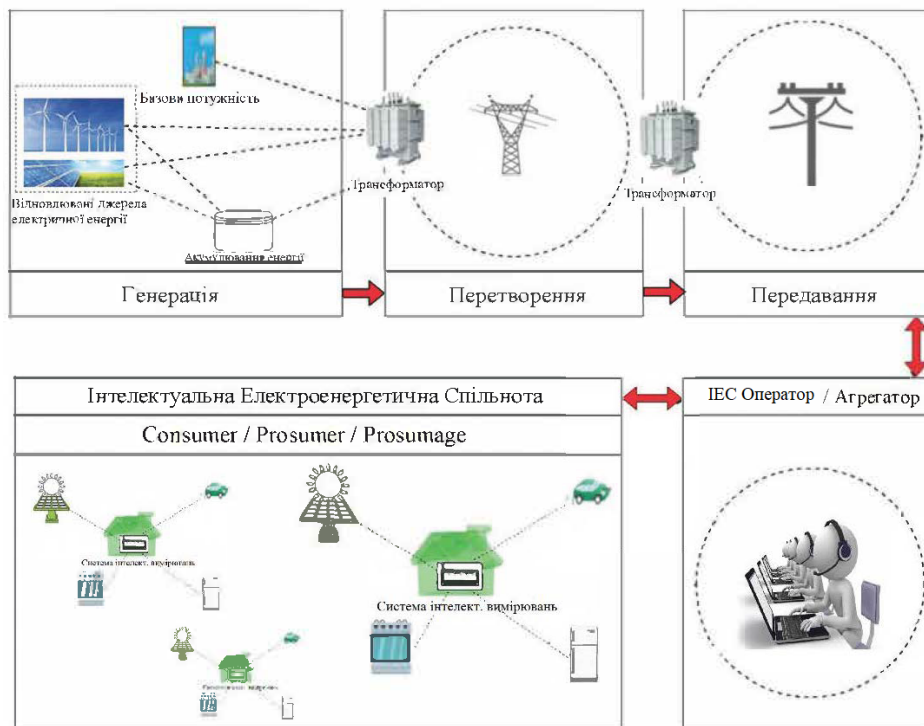 Базова потужність
Відновлювані джерела
електричної енергії
Акумулювання енергії
Трансформатор
Трансформатор
Генерація
Перетворення
Передавання
Інтелектуальна Електроенергетична Спільнота
ІЕС Оператор / Агрегатор
Consumer / Prosumer / Prosumage
Система інтелект. вимірювань
Система інтелект. вимірювань